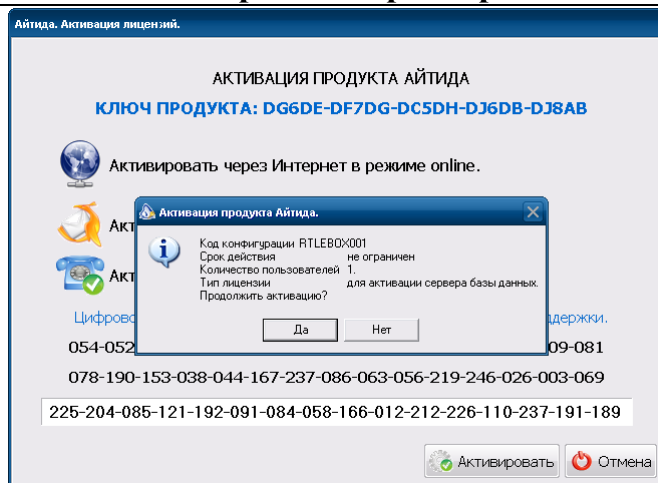 Айтида. Активация лицензий.
АКТИВАЦИЯ ПРОДУКТА АЙТИДА
КЛЮЧ ПРОДУКТА: DG6DE-DF7DG-DC5DH-DJ6DB-DJ8AB
Активировать через Интернет в режиме online.
Активация продукта Айтида.
Код конфигурации RTLEBOX001
Срок действия не ограничен
Количество пользователей 1.
Тип лицензии для активации сервера базы данных.
Продолжить активацию?
Да Нет
054-052
09-081
078-190-153-038-044-167-237-086-063-056-219-246-026-003-069
225-204-085-121-192-091-084-058-166-012-212-226-110-237-191-189
Активировать Отмена